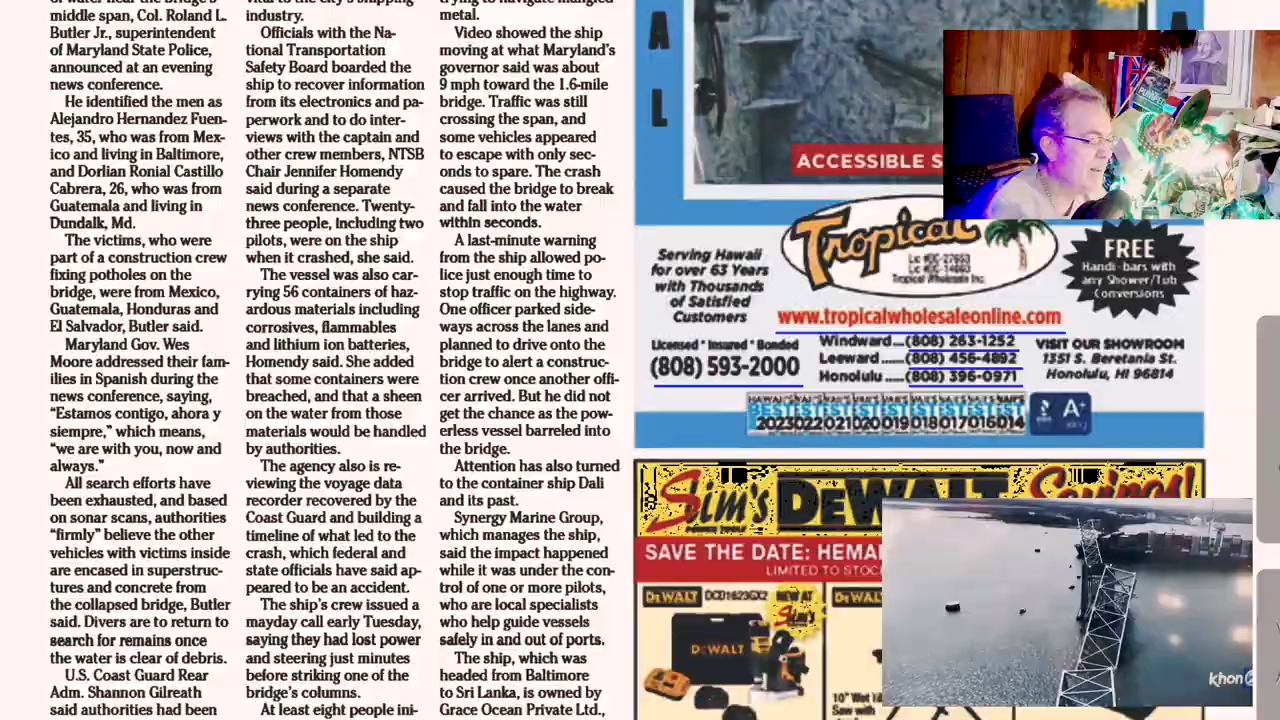 middle span, Col. Roland L.
Butler Jr., superintendent
of Maryland State Police,
announced at an evening
news conference.
He identified the men as
Alejandro Hernandez Fuen-
tes, 35, who was from Mex-
ico and living in Baltimore,
and Dorlian Ronial Castillo
Cabrera, 26, who was from
Guatemala and living in
Dundalk, Md.
The victims, who were
part of a construction crew
fixing potholes on the
bridge, were from Mexico,
Guatemala, Honduras and
El Salvador, Butler said.
Maryland Gov. Wes
Moore addressed their fam-
ilies in Spanish during the
news conference, saying,
“Estamos contigo, ahora y
siempre,” which means,
“we are with you, now and
always.”
All search efforts have
been exhausted, and based
on sonar scans, authorities
“firmly” believe the other
vehicles with victims inside
are encased in superstruc-
tures and concrete from
the collapsed bridge, Butler
said. Divers are to return to
search for remains once
the water is clear of debris.
U.S. Coast Guard Rear
Adm. Shannon Gilreath
said authorities had been
industry.
Officials with the Na-
tional Transportation
Safety Board boarded the
ship to recover information
from its electronics and pa-
perwork and to do inter-
views with the captain and
other crew members, NTSB
Chair Jennifer Homendy
said during a separate
news conference. Twenty-
three people, including two
pilots, were on the ship
when it crashed, she said.
The vessel was also car-
rying 56 containers of haz-
ardous materials including
corrosives, flammables
and lithium ion batteries,
Homendy said. She added
that some containers were
breached, and that a sheen
on the water from those
materials would be handled
by authorities.
The agency also is re-
viewing the voyage data
recorder recovered by the
Coast Guard and building a
timeline of what led to the
crash, which federal and
state officials have said ap-
peared to be an accident.
The ship’s crew issued a
mayday call early Tuesday,
saying they had lost power
and steering just minutes
before striking one of the
bridge’s columns.
At least eight people ini-
trying to navigate mangled
metal.
Video showed the ship
moving at what Maryland’s
governor said was about
9 mph toward the 1.6-mile
bridge. Traffic was still
crossing the span, and
some vehicles appeared
to escape with only sec-
onds to spare. The crash
caused the bridge to break
and fall into the water
within seconds.
A last-minute warning
from the ship allowed po-
lice just enough time to
stop traffic on the highway.
One officer parked side-
ways across the lanes and
planned to drive onto the
bridge to alert a construc-
tion crew once another offi-
cer arrived. But he did not
get the chance as the pow-
erless vessel barreled into
the bridge.
Attention has also turned
to the container ship Dali
and its past.
Synergy Marine Group,
which manages the ship,
said the impact happened
while it was under the con-
trol of one or more pilots,
who are local specialists
who help guide vessels
safely in and out of ports.
The ship, which was
headed from Baltimore
to Sri Lanka, is owned by
Grace Ocean Private Ltd.,
A
L
ACCESSIBLE S
Serving Hawaii
for over 63 Years
with Thousands
of Satisfied
Customers
Tropical
Tropical Wholesale Inc
FREE
Handi-bars with
any Shower/Tub
Conversions
www.tropicalwholesaleonline.com
Licensed * Insured * Bonded
(808) 593-2000
Windward...(808) 263-1252
Leeward ......(808) 456-4892
Honolulu .....(808) 396-0971
VISIT OUR SHOWROOM
1351 S. Beretania St.
Honolulu, HI 96814
A+
Slim's DEWALT Savings!
SAVE THE DATE: HEMA
LIMITED TO STOC
DEWALT DCD1623GX2
NEW AT
Slim's
DEWALT
DEWALT
khon2